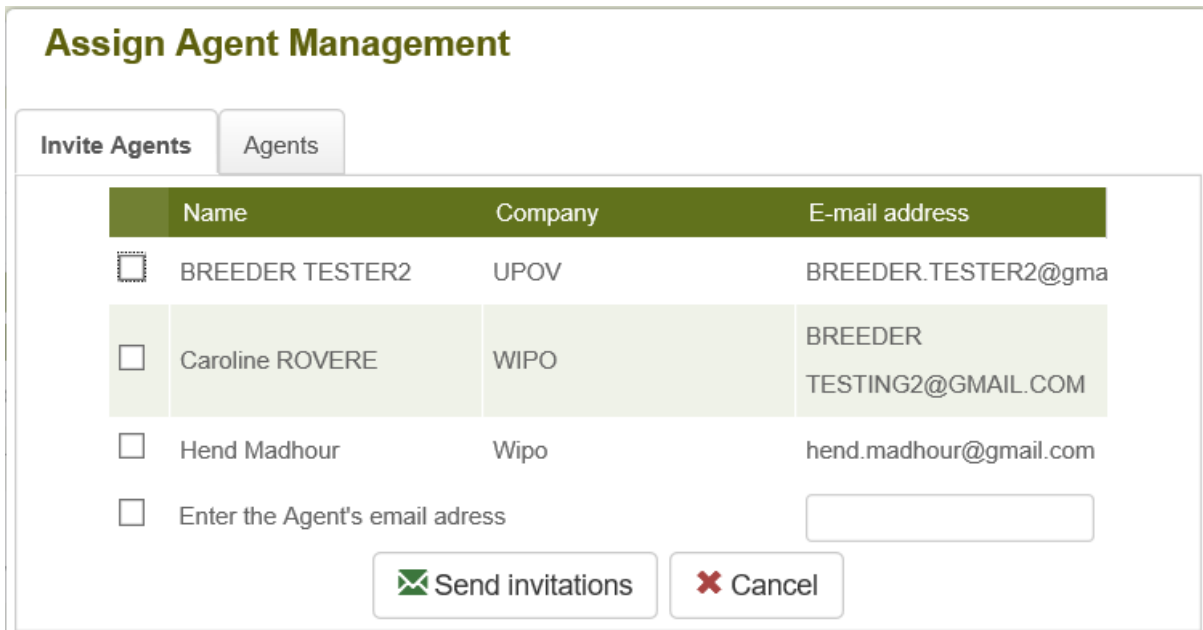 Assign Agent Management
Invite Agents Agents
Name Company E-mail address
BREEDER TESTER2 UPOV BREEDER.TESTER2@gma
Caroline ROVERE WIPO BREEDER
TESTING2@GMAIL.COM
Hend Madhour Wipo hend.madhour@gmail.com
Enter the Agent's email adress
Send invitations Cancel